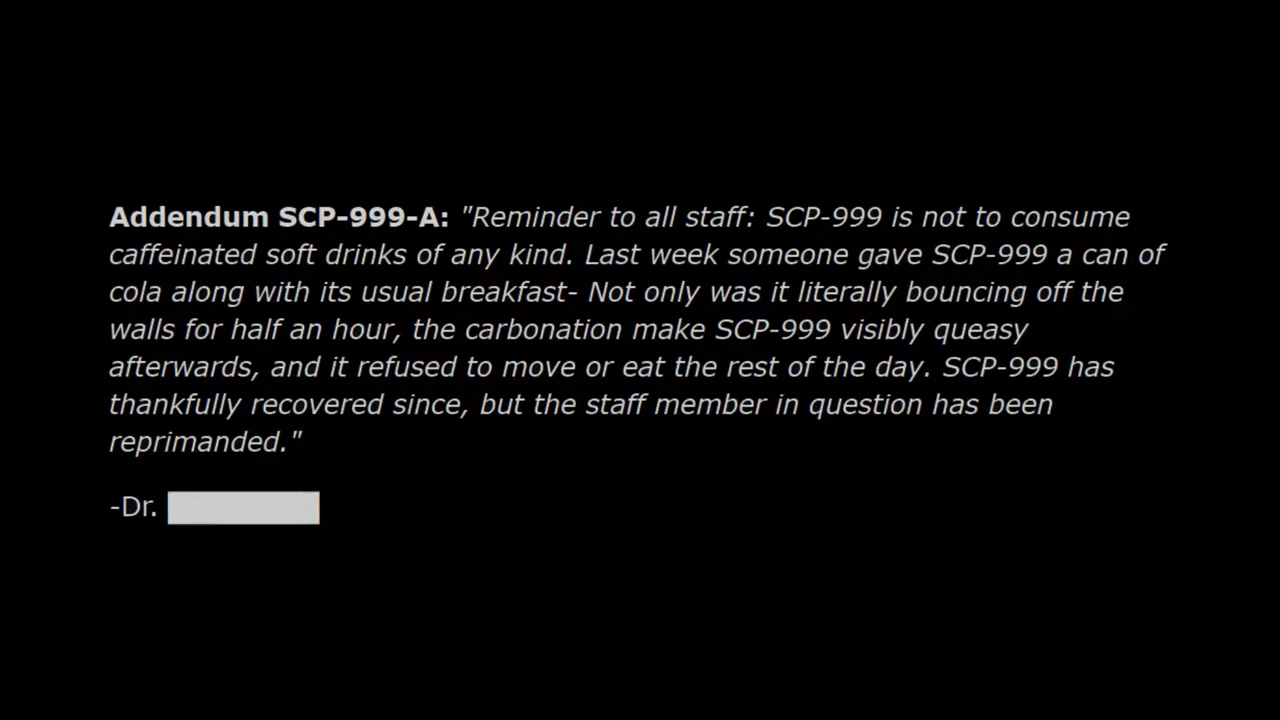 Addendum SCP-999-A: "Reminder to all staff: SCP-999 is not to consume
caffeinated soft drinks of any kind. Last week someone gave SCP-999 a can of
cola along with its usual breakfast- Not only was it literally bouncing off the
walls for half an hour, the carbonation make SCP-999 visibly queasy
afterwards, and it refused to move or eat the rest of the day. SCP-999 has
thankfully recovered since, but the staff member in question has been
reprimanded."
-Dr.